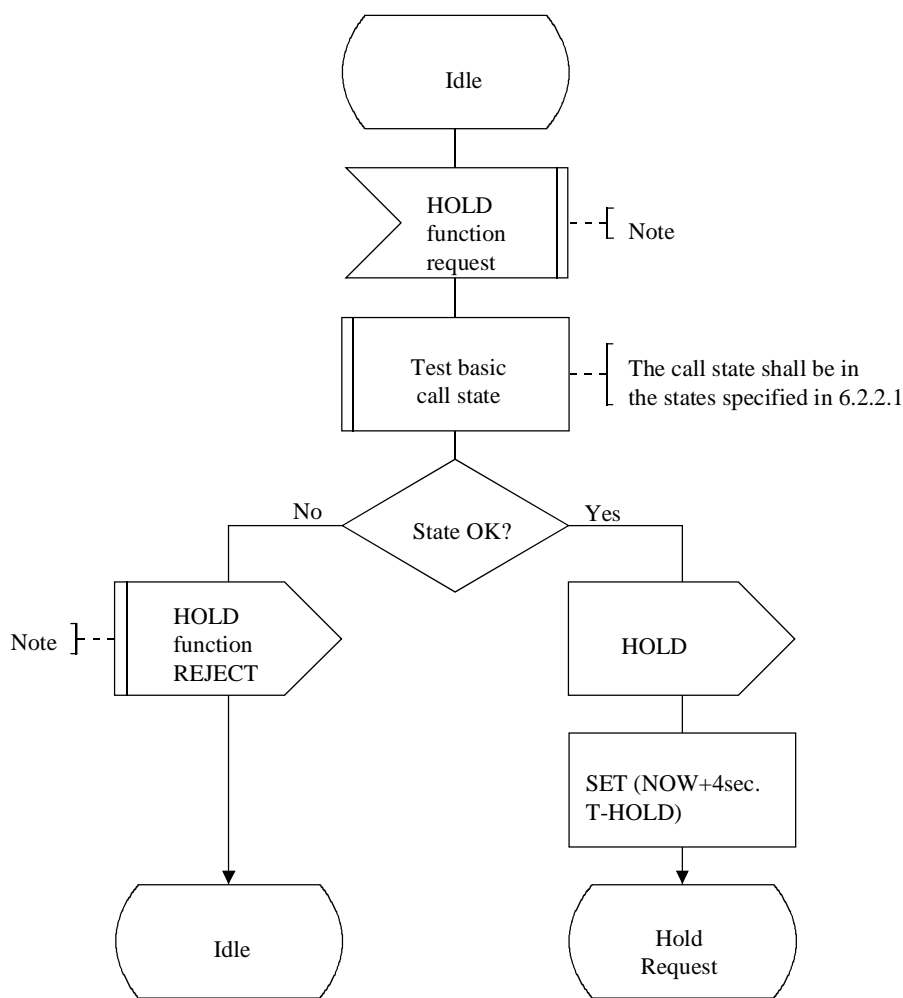 Idle
HOLD
function
request
Note
Test basic
call state
The call state shall be in
the states specified in 6.2.2.1
No
State OK?
Yes
Note
HOLD
function
REJECT
HOLD
SET (NOW+4sec.
T-HOLD)
Idle
Hold
Request